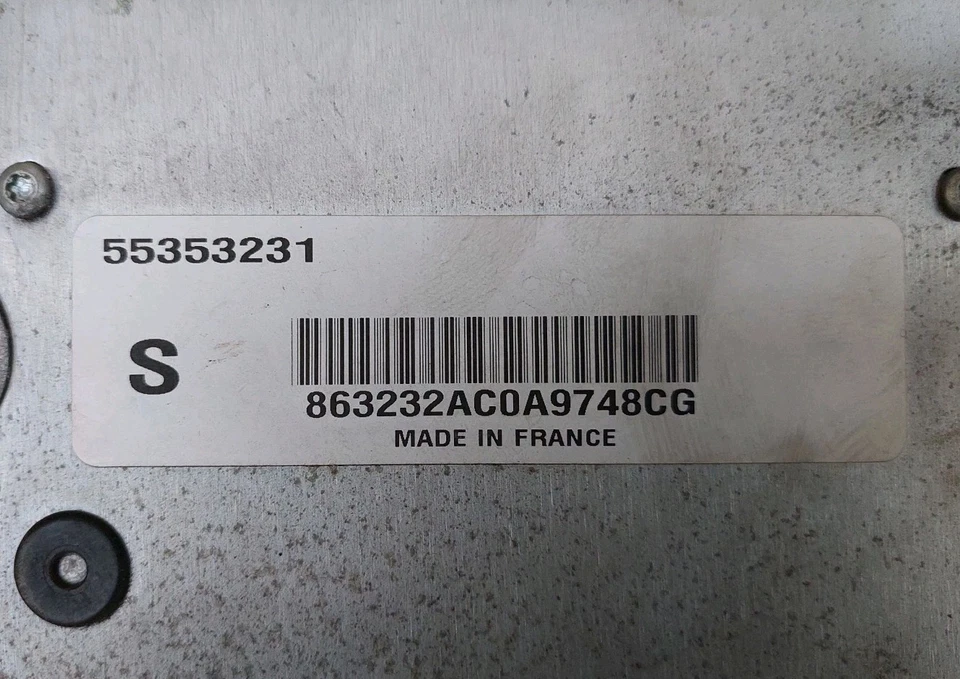 55353231
S
863232AC0A9748CG
MADE IN FRANCE